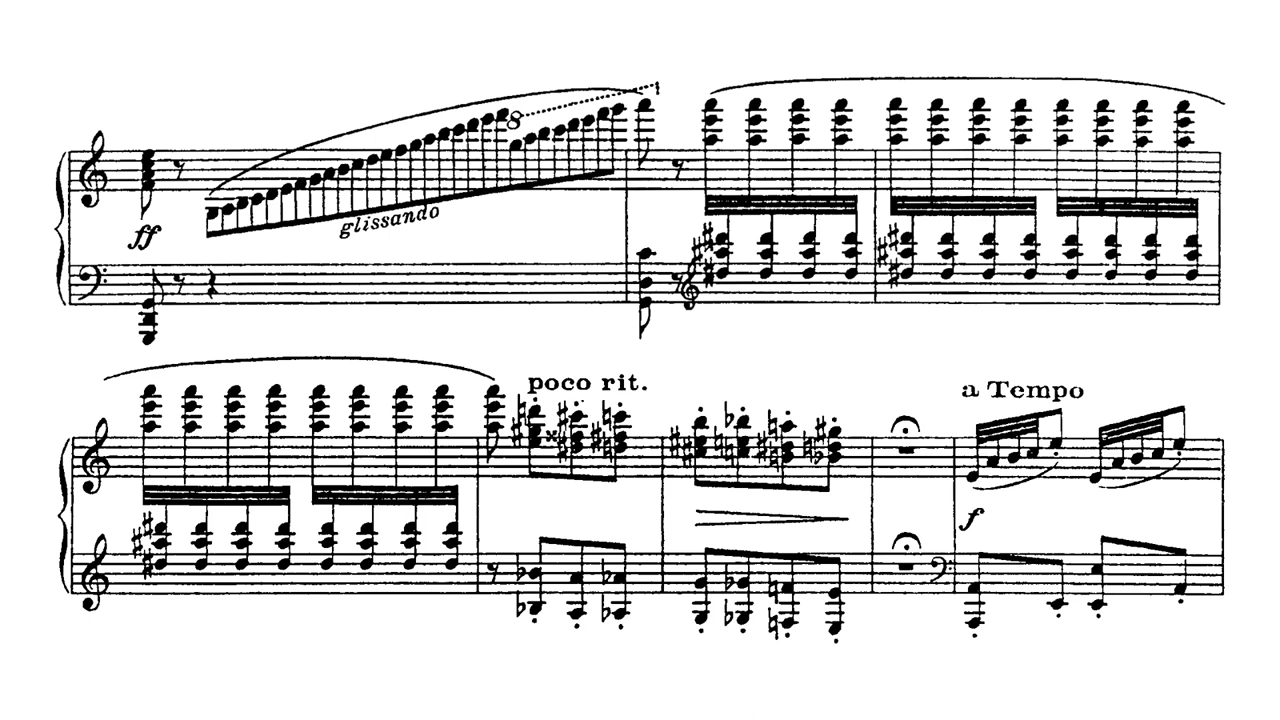 8
ff
glissando
poco rit.
a Tempo
f